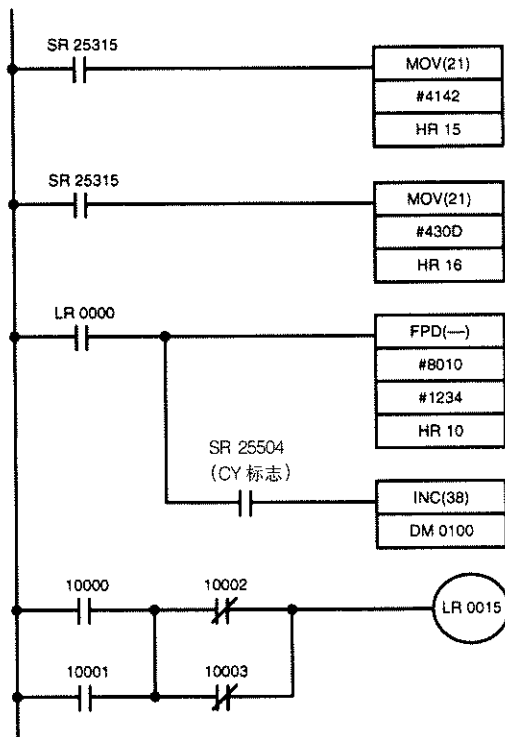 SR 25315
MOV(21)
#4142
HR 15
SR 25315
MOV(21)
#430D
HR 16
LR 0000
FPD(—)
#8010
#1234
HR 10
SR 25504
(CY 标志)
INC(38)
DM 0100
10000
10002
LR 0015
10001
10003